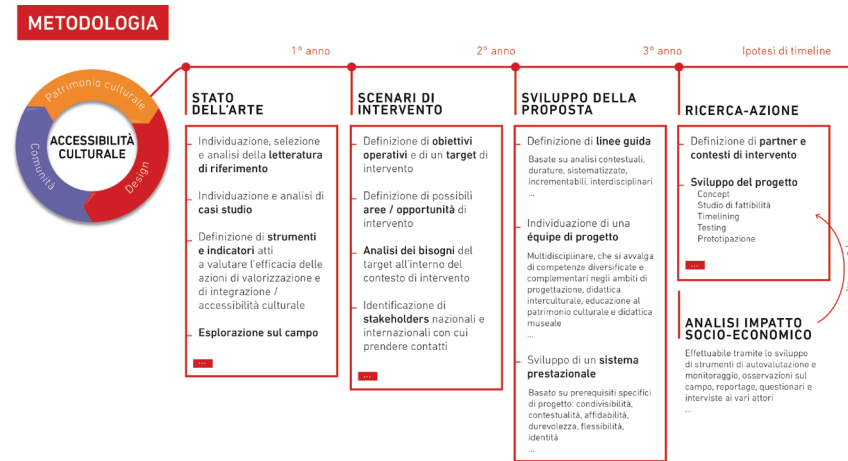 METODOLOGIA
1° anno
2° anno
3° anno
Ipotesi di timeline
Patrimonio culturale
Design
Comunità
ACCESSIBILITÀ
CULTURALE
STATO
DELL'ARTE
Individuazione, selezione
e analisi della letteratura
di riferimento
Individuazione e analisi di
casi studio
Definizione di strumenti
e indicatori atti
a valutare l'efficacia delle
azioni di valorizzazione e
di integrazione /
accessibilità culturale
Esplorazione sul campo
...
SCENARI DI
INTERVENTO
Definizione di obiettivi
operativi e di un target di
intervento
Definizione di possibili
aree / opportunità di
intervento
Analisi dei bisogni del
target all'interno del
contesto di intervento
Identificazione di
stakeholders nazionali e
internazionali con cui
prendere contatti
...
SVILUPPO DELLA
PROPOSTA
Definizione di linee guida
Basate su analisi contestuali,
durature, sistematizzate,
incrementabili, interdisciplinari
...
Individuazione di una
équipe di progetto
Multidisciplinare, che si avvalga
di competenze diversificate e
complementari negli ambiti di
progettazione, didattica
interculturale, educazione al
patrimonio culturale e didattica
museale
...
Sviluppo di un sistema
prestazionale
Basato su prerequisiti specifici
di progetto: condivisibilità,
contestualità, affidabilità,
durevolezza, flessibilità,
identità
...
RICERCA-AZIONE
Definizione di partner e
contesti di intervento
Sviluppo del progetto
Concept
Studio di fattibilità
Timelining
Testing
Prototipazione
...
ANALISI IMPATTO
SOCIO-ECONOMICO
Effettuabile tramite lo sviluppo
di strumenti di autovalutazione e
monitoraggio, osservazioni sul
campo, reportage, questionari e
interviste ai vari attori
...